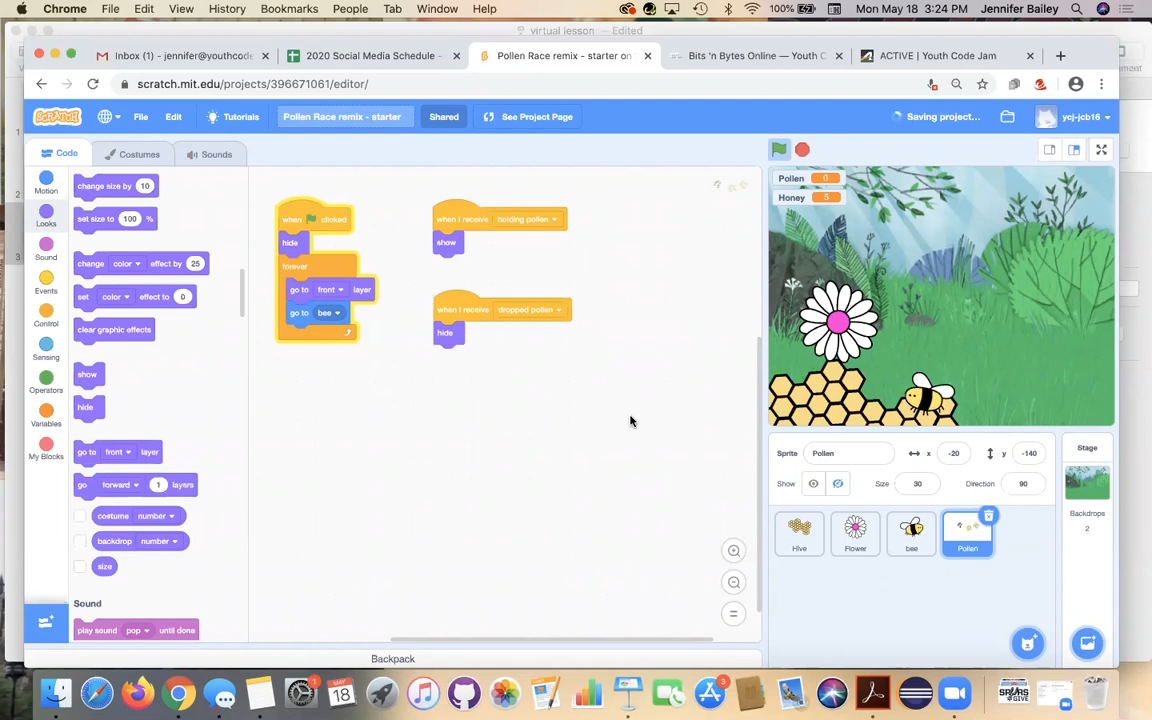 Chrome File Edit View History Bookmarks People Tab Window Help 100% Mon May 18 3:24 PM Jennifer Bailey
virtual lesson — Edited
Inbox (1) - jennifer@youthcode
2020 Social Media Schedule -
Pollen Race remix - starter on
Bits 'n Bytes Online — Youth C
ACTIVE | Youth Code Jam
scratch.mit.edu/projects/396671061/editor/
SCRATCH File Edit Tutorials Pollen Race remix - starter Shared See Project Page Saving project... ycj-jcb16
Code Costumes Sounds
Motion
Looks
Sound
Events
Control
Sensing
Operators
Variables
My Blocks
change size by 10
set size to 100 %
change color effect by 25
set color effect to 0
clear graphic effects
show
hide
go to front layer
go forward 1 layers
costume number
backdrop number
size
Sound
play sound pop until done
when clicked
hide
forever
go to front layer
go to bee
when I receive holding pollen
show
when I receive dropped pollen
hide
Backpack
Pollen 0
Honey 5
Sprite Pollen x -20 y -140
Show Size 30 Direction 90
Hive Flower bee Pollen
Stage
Backdrops
2
MAY
18
1
3
SPURS
GIVE